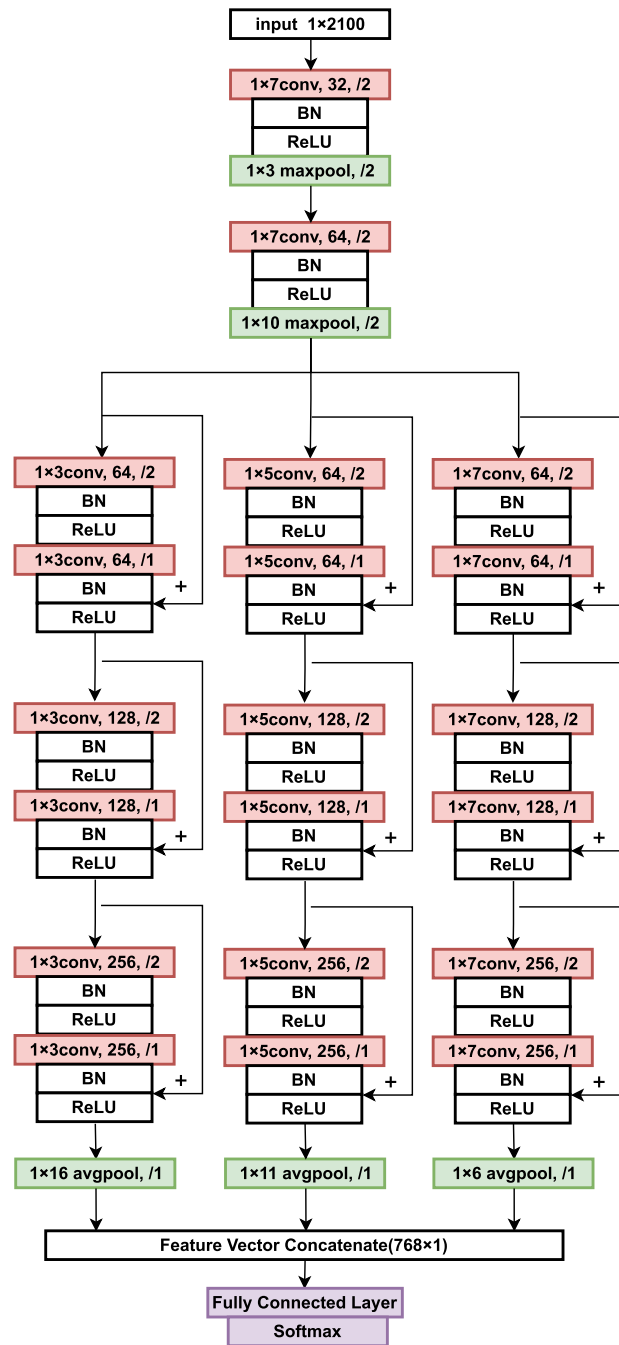 input 1×2100
1×7conv, 32, /2
BN
ReLU
1×3 maxpool, /2
1×7conv, 64, /2
BN
ReLU
1×10 maxpool, /2
1×3conv, 64, /2
BN
ReLU
1×3conv, 64, /1
BN
+
ReLU
1×3conv, 128, /2
BN
ReLU
1×3conv, 128, /1
BN
+
ReLU
1×3conv, 256, /2
BN
ReLU
1×3conv, 256, /1
BN
+
ReLU
1×16 avgpool, /1
1×5conv, 64, /2
BN
ReLU
1×5conv, 64, /1
BN
+
ReLU
1×5conv, 128, /2
BN
ReLU
1×5conv, 128, /1
BN
+
ReLU
1×5conv, 256, /2
BN
ReLU
1×5conv, 256, /1
BN
+
ReLU
1×11 avgpool, /1
1×7conv, 64, /2
BN
ReLU
1×7conv, 64, /1
BN
+
ReLU
1×7conv, 128, /2
BN
ReLU
1×7conv, 128, /1
BN
+
ReLU
1×7conv, 256, /2
BN
ReLU
1×7conv, 256, /1
BN
+
ReLU
1×6 avgpool, /1
Feature Vector Concatenate(768×1)
Fully Connected Layer
Softmax